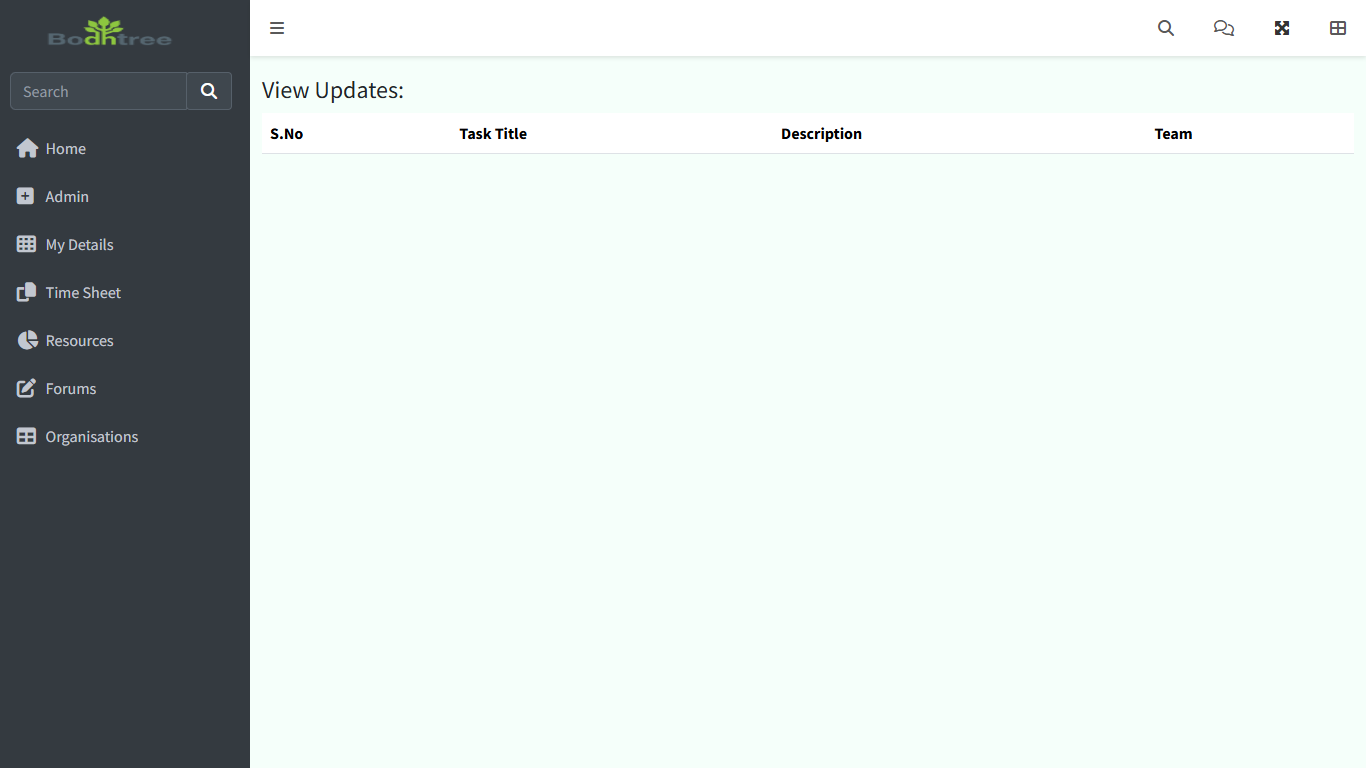 Bodhtree
Search
Home
Admin
My Details
Time Sheet
Resources
Forums
Organisations
View Updates:
S.No Task Title Description Team